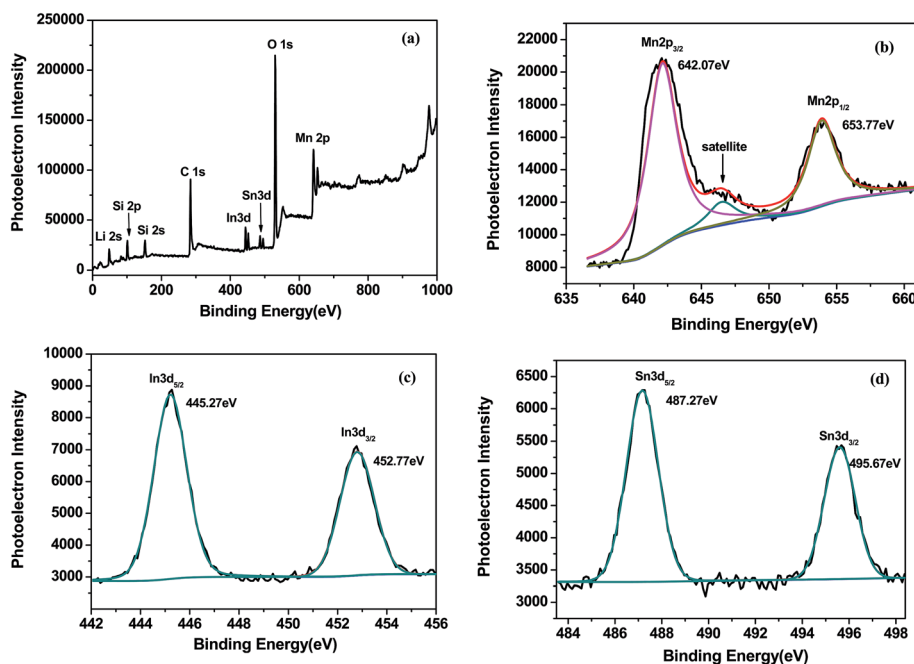 (a)
O 1s
Mn 2p
C 1s
Sn3d
In3d
Si 2p
Si 2s
Li 2s
250000
200000
150000
100000
50000
0
0 200 400 600 800 1000
Photoelectron Intensity
Binding Energy(eV)
(b)
Mn2p3/2
642.07eV
Mn2p1/2
653.77eV
satellite
22000
20000
18000
16000
14000
12000
10000
8000
635 640 645 650 655 660
Photoelectron Intensity
Binding Energy(eV)
(c)
In3d5/2
445.27eV
In3d3/2
452.77eV
10000
9000
8000
7000
6000
5000
4000
3000
2000
442 444 446 448 450 452 454 456
Photoelectron Intensity
Binding Energy(eV)
(d)
Sn3d5/2
487.27eV
Sn3d3/2
495.67eV
6500
6000
5500
5000
4500
4000
3500
3000
484 486 488 490 492 494 496 498
Photoelectron Intensity
Binding Energy(eV)